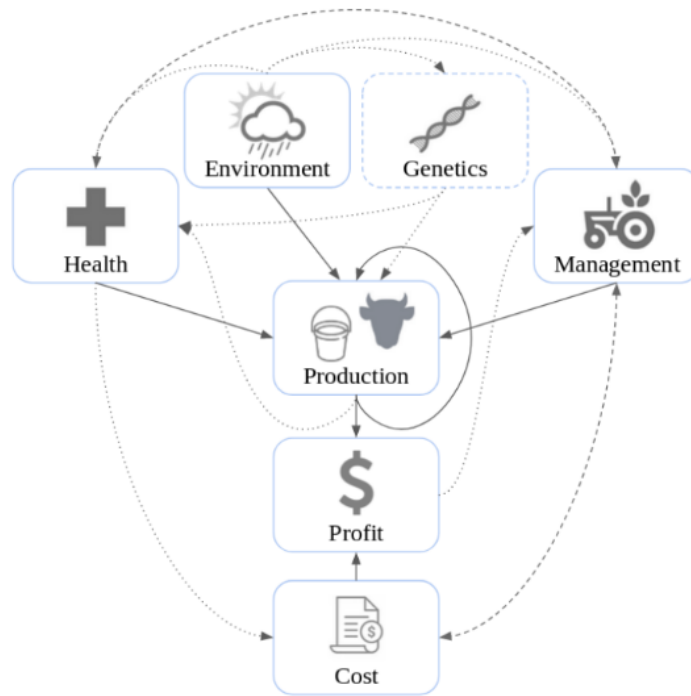 Environment
Genetics
Health
Management
Production
$
Profit
$
Cost